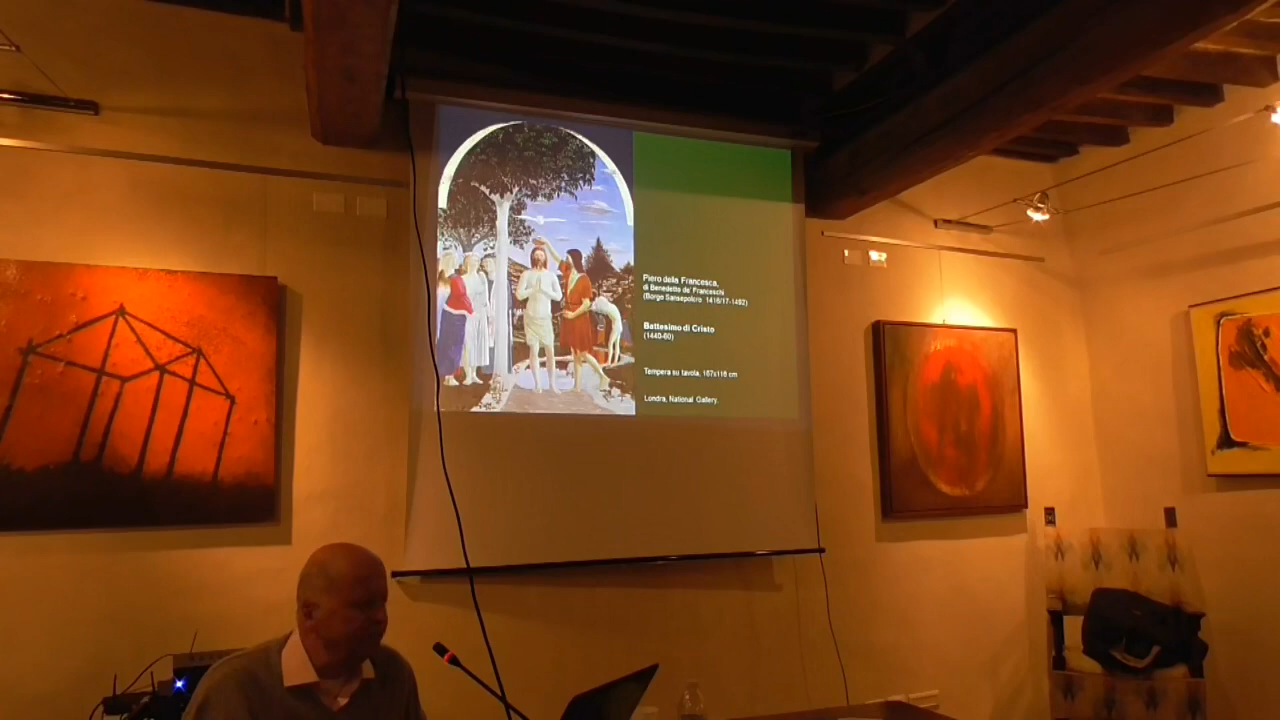 Piero della Francesca,
di Benedetto de' Franceschi
(Borgo Sansepolcro 1416/17-1492)
Battesimo di Cristo
(1440-60)
Tempera su tavola, 167x116 cm
Londra, National Gallery.